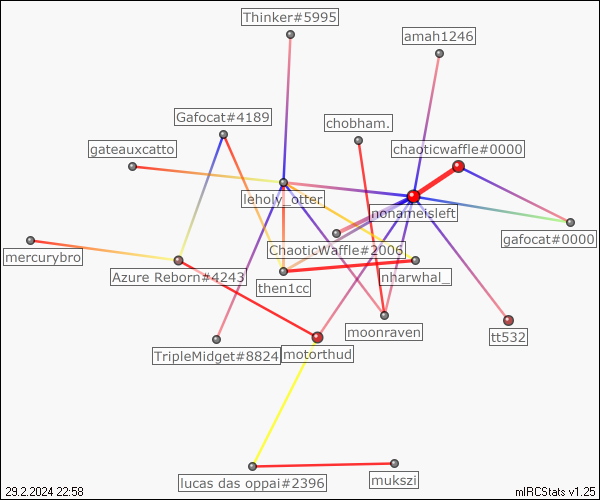 Thinker#5995
amah1246
Gafocat#4189
chobham.
gateauxcatto
chaoticwaffle#0000
leholy_otter
nonameisleft
gafocat#0000
ChaoticWaffle#2006
mercurybro
Azure Reborn#4243
then1cc
nharwhal_
moonraven
tt532
TripleMidget#8824
motorthud
lucas das oppai#2396
mukszi
29.2.2024 22:58
mIRCStats v1.25